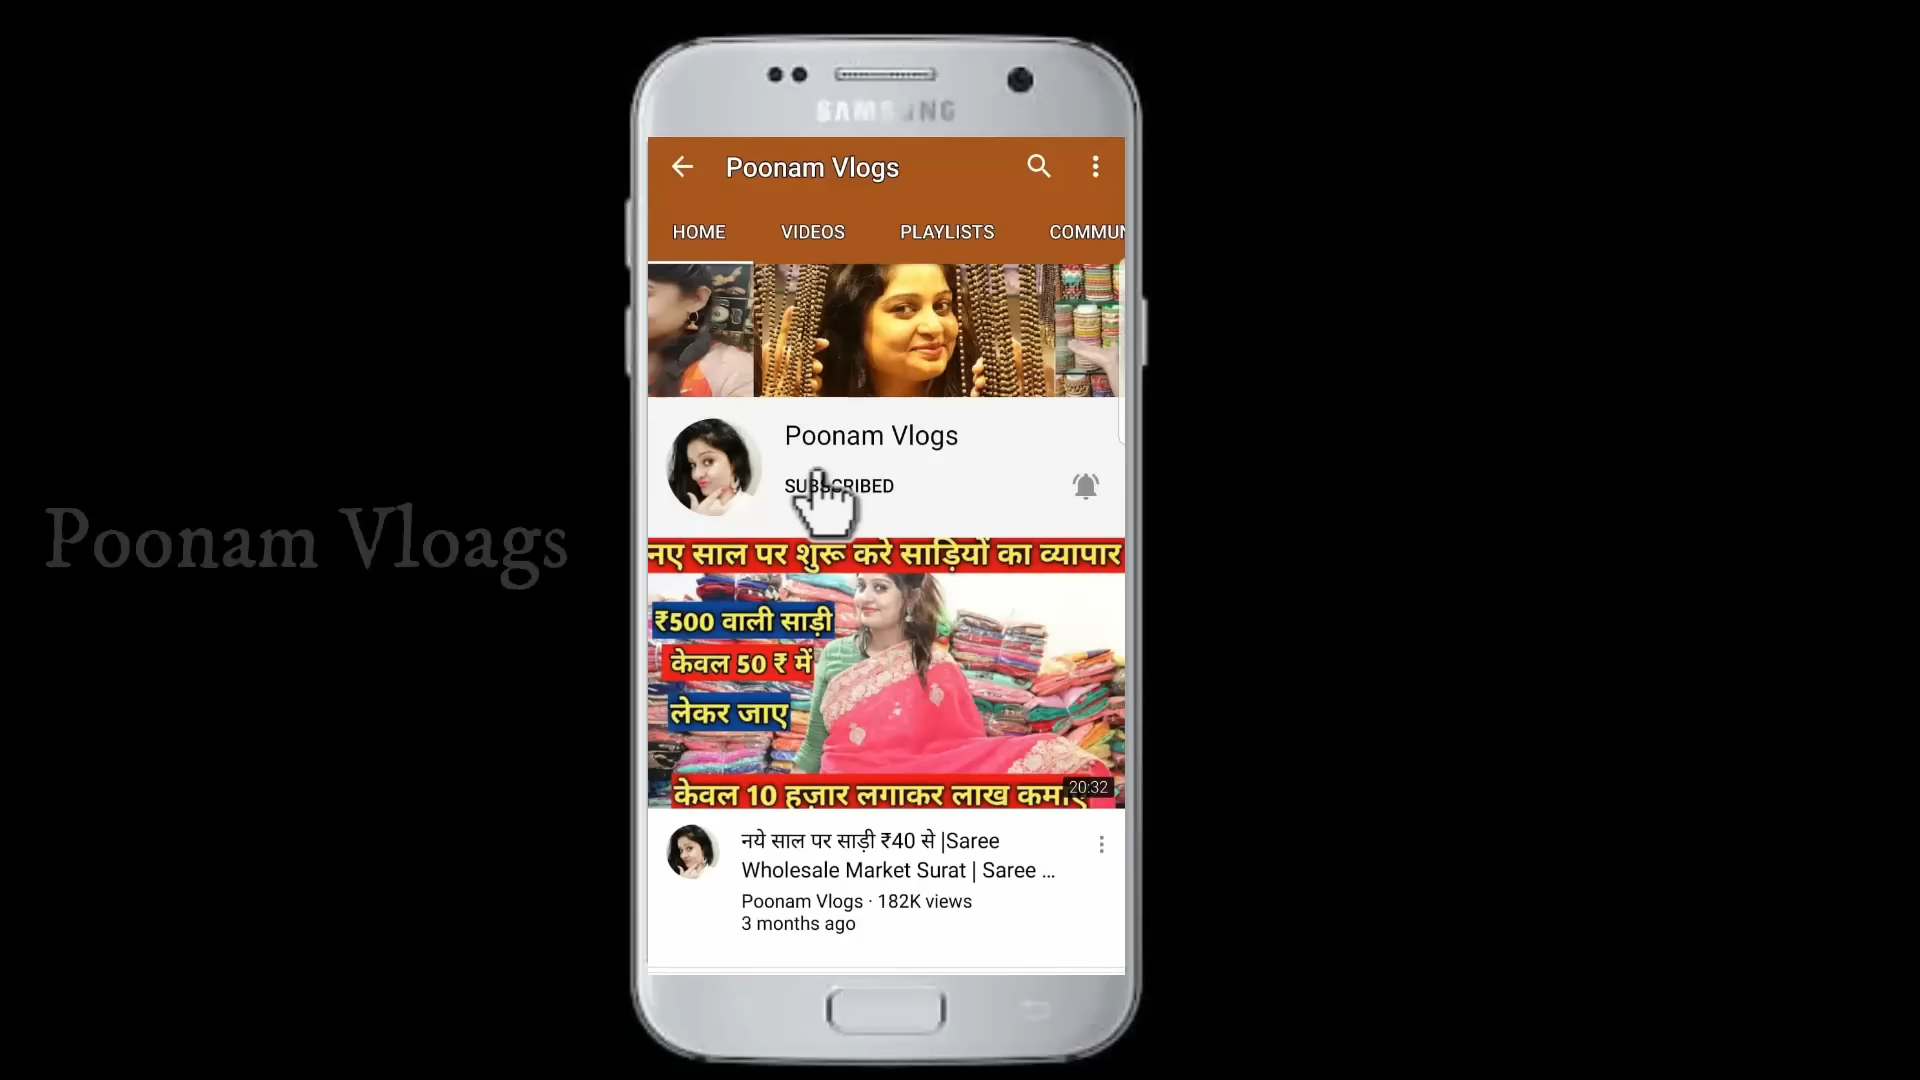 SAMSUNG
Poonam Vlogs
HOME VIDEOS PLAYLISTS COMMUN
Poonam Vlogs
SUBSCRIBED
Poonam Vloags
नए साल पर शुरू करे साड़ियों का व्यापार
₹500 वाली साड़ी
केवल 50 ₹ में
लेकर जाए
केवल 10 हज़ार लगाकर लाख कमाए
20:32
नये साल पर साड़ी ₹40 से |Saree
Wholesale Market Surat | Saree ...
Poonam Vlogs · 182K views
3 months ago